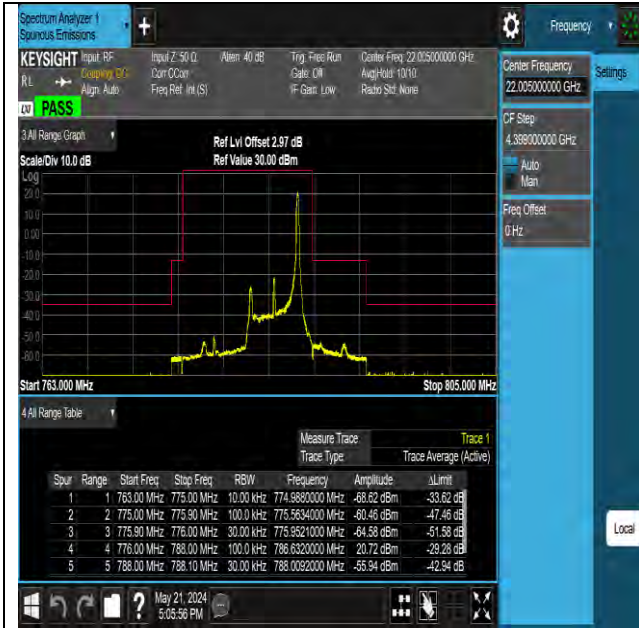 Spectrum Analyzer 1
Spurious Emissions
+
Frequency
KEYSIGHT
Input: RF
Coupling: DC
Align: Auto
Input Z: 50 Ω
Corr CCorr
Freq Ref: Int (S)
Atten: 40 dB
Trig: Free Run
Gate: Off
IF Gain: Low
Center Freq: 22.005000000 GHz
Avg|Hold: 10/10
Radio Std: None
RL
LXI
PASS
Center Frequency
22.005000000 GHz
Settings
CF Step
4.399000000 GHz
Auto
Man
Freq Offset
0 Hz
3 All Range Graph
Scale/Div 10.0 dB
Ref Lvl Offset 2.97 dB
Ref Value 30.00 dBm
Log
20.0
10.0
0.00
-10.0
-20.0
-30.0
-40.0
-50.0
-60.0
Start 763.000 MHz
Stop 805.000 MHz
4 All Range Table
Measure Trace Trace 1
Trace Type Trace Average (Active)
Spur Range Start Freq Stop Freq RBW Frequency Amplitude ΔLimit
1 1 763.00 MHz 775.00 MHz 10.00 kHz 774.9880000 MHz -68.62 dBm -33.62 dB
2 2 775.00 MHz 775.90 MHz 100.0 kHz 775.5634000 MHz -60.46 dBm -47.46 dB
3 3 775.90 MHz 776.00 MHz 30.00 kHz 775.9521000 MHz -64.58 dBm -51.58 dB
4 4 776.00 MHz 788.00 MHz 100.0 kHz 786.6320000 MHz 20.72 dBm -29.28 dB
5 5 788.00 MHz 788.10 MHz 30.00 kHz 788.0092000 MHz -55.94 dBm -42.94 dB
Local
?
May 21, 2024
5:05:56 PM